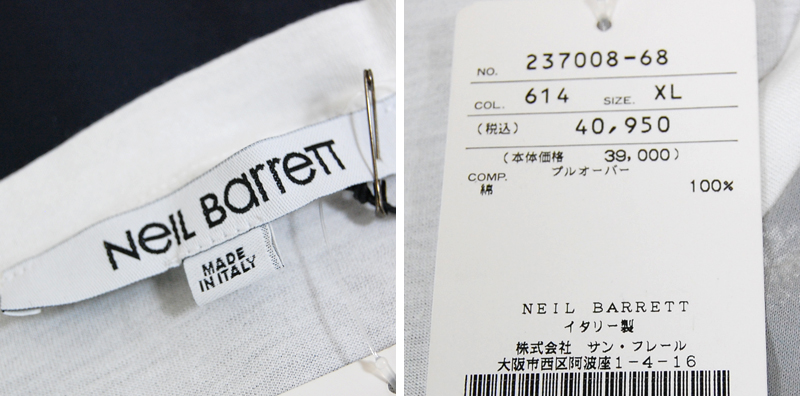 Neil Barrett
MADE
IN ITALY
NO. 237008-68
COL. 614 SIZE. XL
(税込) 40,950
(本体価格 39,000)
COMP. プルオーバー
綿 100%
NEIL BARRETT
イタリー製
株式会社 サン・フレール
大阪市西区阿波座1-4-16